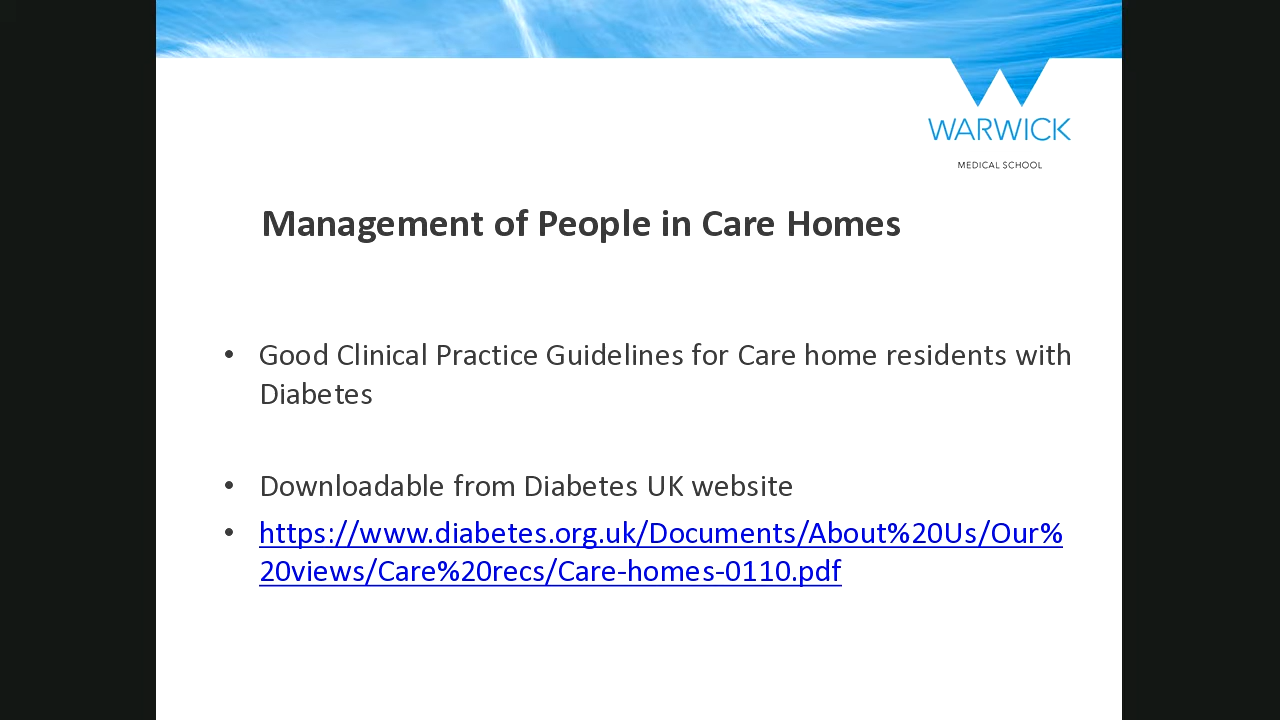 WARWICK
MEDICAL SCHOOL
Management of People in Care Homes
• Good Clinical Practice Guidelines for Care home residents with
Diabetes
• Downloadable from Diabetes UK website
• https://www.diabetes.org.uk/Documents/About%20Us/Our%
20views/Care%20recs/Care-homes-0110.pdf